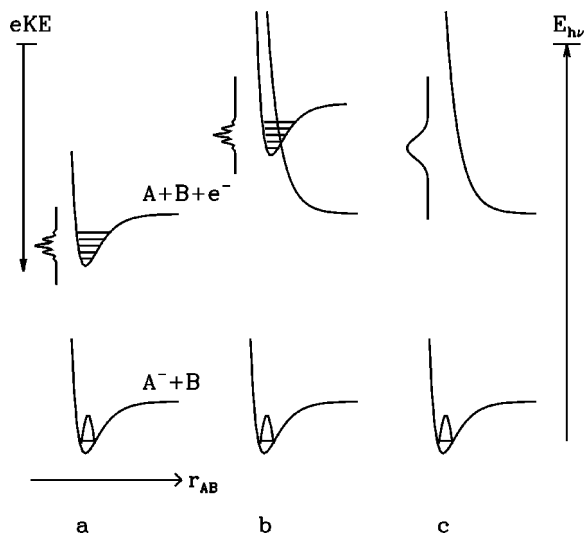 eKE
E_hν
A+B+e⁻
A⁻+B
r_AB
a b c